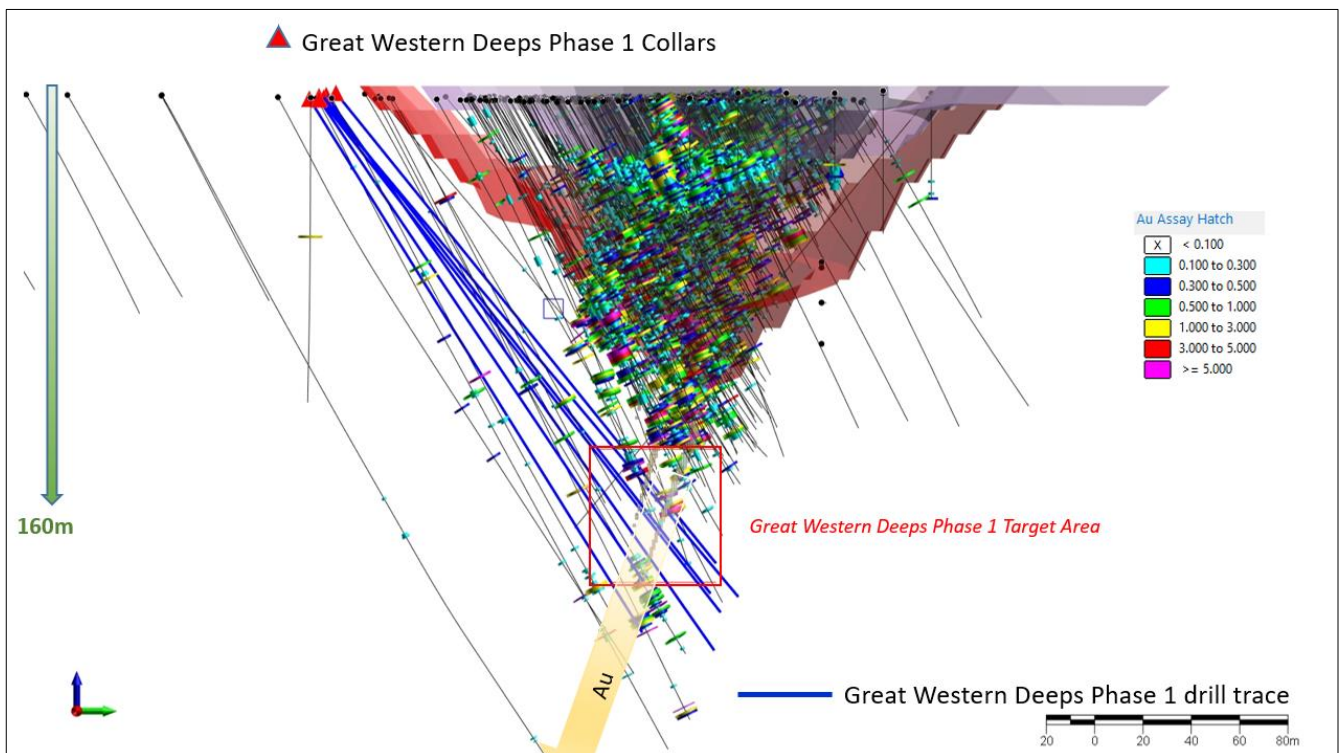 Great Western Deeps Phase 1 Collars
Au Assay Hatch
X < 0.100
0.100 to 0.300
0.300 to 0.500
0.500 to 1.000
1.000 to 3.000
3.000 to 5.000
>= 5.000
160m
Great Western Deeps Phase 1 Target Area
Au
Great Western Deeps Phase 1 drill trace
20 0 20 40 60 80m